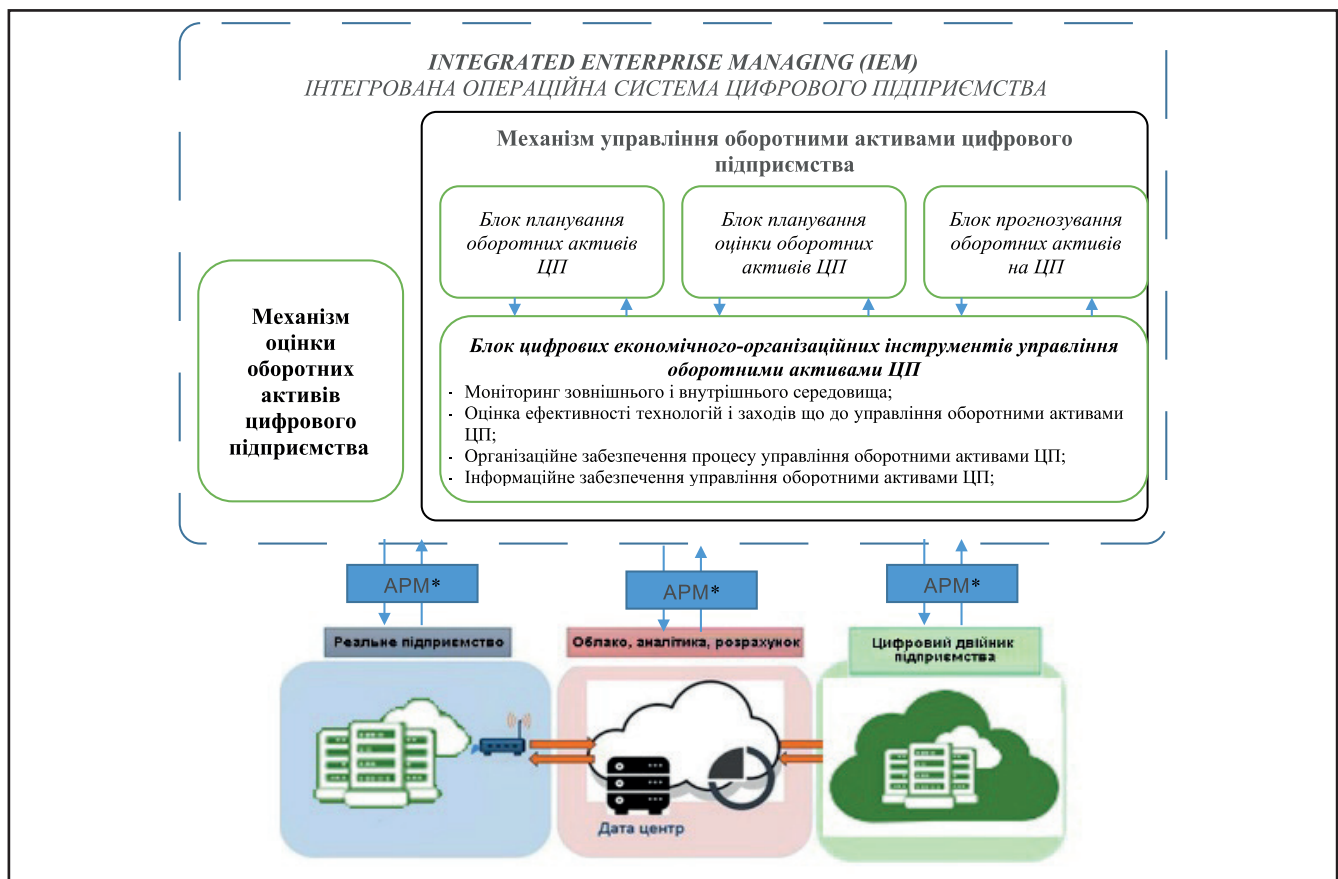 INTEGRATED ENTERPRISE MANAGING (IEM)
ІНТЕГРОВАНА ОПЕРАЦІЙНА СИСТЕМА ЦИФРОВОГО ПІДПРИЄМСТВА
Механізм управління оборотними активами цифрового
підприємства
Блок планування
оборотних активів
ЦП
Блок планування
оцінки оборотних
активів ЦП
Блок прогнозування
оборотних активів
на ЦП
Механізм
оцінки
оборотних
активів
цифрового
підприємства
Блок цифрових економічного-організаційних інструментів управління
оборотними активами ЦП
- Моніторинг зовнішнього і внутрішнього середовища;
- Оцінка ефективності технологій і заходів що до управління оборотними активами
ЦП;
- Організаційне забезпечення процесу управління оборотними активами ЦП;
- Інформаційне забезпечення управління оборотними активами ЦП;
АРМ*
АРМ*
АРМ*
Реальне підприємство
Облако, аналітика, розрахунок
Цифровий двійник
підприємства
Дата центр